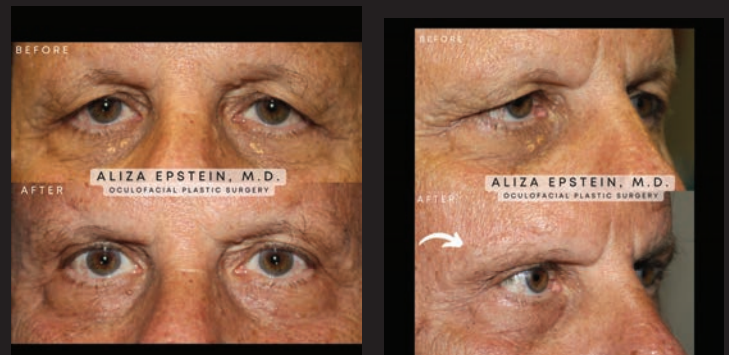 BEFORE
ALIZA EPSTEIN, M.D.
OCULOFACIAL PLASTIC SURGERY
AFTER
BEFORE
ALIZA EPSTEIN, M.D.
OCULOFACIAL PLASTIC SURGERY
AFTER